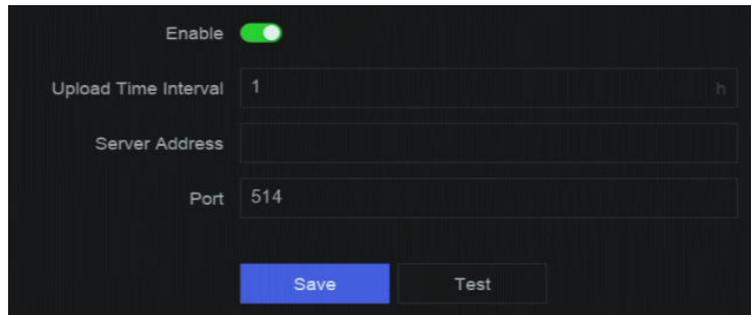 Enable
Upload Time Interval 1 h
Server Address
Port 514
Save Test